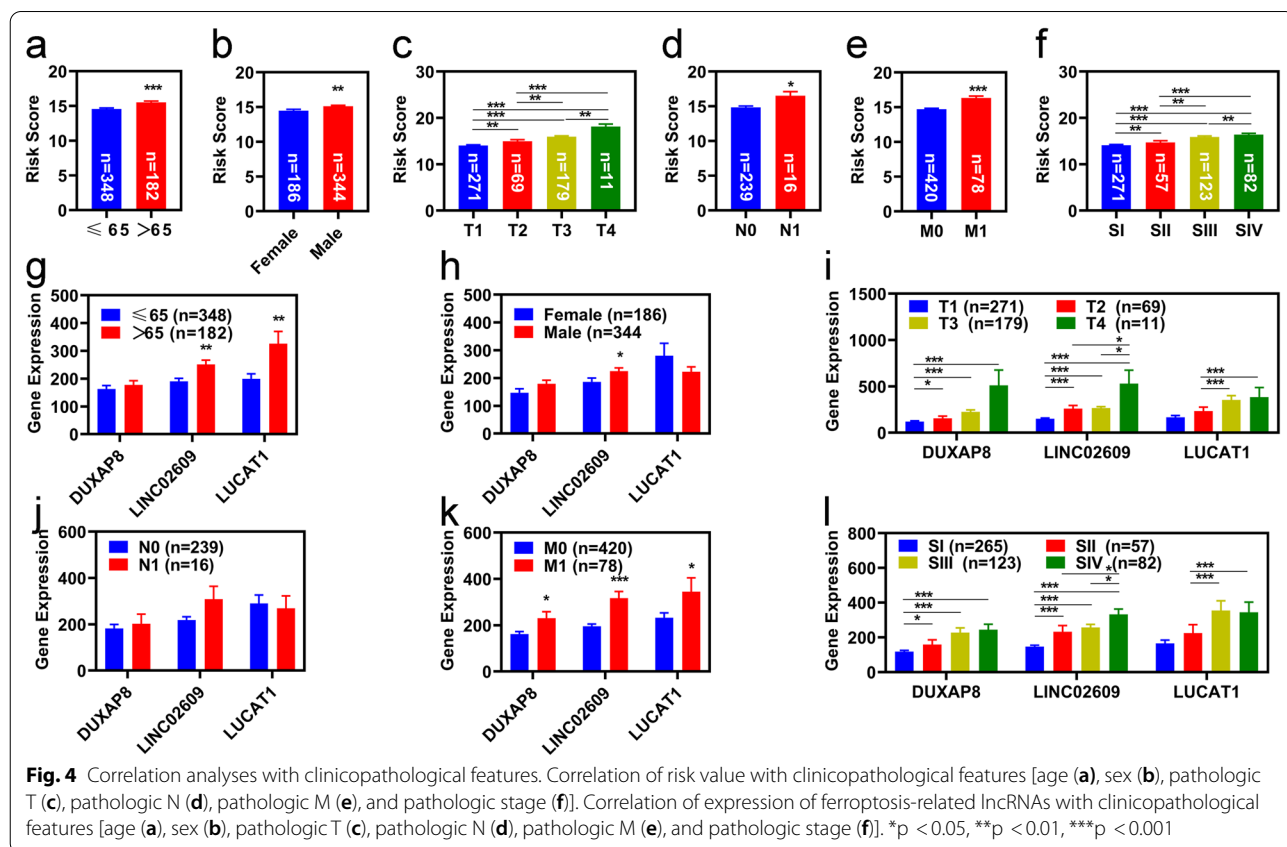 a
20
15
10
5
0
Risk Score
***
n=348
n=182
≤ 65 >65
b
20
15
10
5
0
Risk Score
**
n=186
n=344
Female
Male
c
30
20
10
0
Risk Score
***
***
**
***
**
**
n=271
n=69
n=179
n=11
T1 T2 T3 T4
d
20
15
10
5
0
Risk Score
*
n=239
n=16
N0 N1
e
20
15
10
5
0
Risk Score
***
n=420
n=78
M0 M1
f
30
20
10
0
Risk Score
***
***
**
***
**
**
n=271
n=57
n=123
n=82
SI SII SIII SIV
g
500
400
300
200
100
0
Gene Expression
≤ 65 (n=348)
>65 (n=182)
**
**
DUXAP8
LINC02609
LUCAT1
h
500
400
300
200
100
0
Gene Expression
Female (n=186)
Male (n=344)
*
DUXAP8
LINC02609
LUCAT1
i
1500
1000
500
0
Gene Expression
T1 (n=271) T2 (n=69)
T3 (n=179) T4 (n=11)
***
***
*
*
*
***
***
***
***
***
DUXAP8 LINC02609 LUCAT1
j
600
400
200
0
Gene Expression
N0 (n=239)
N1 (n=16)
DUXAP8
LINC02609
LUCAT1
k
600
400
200
0
Gene Expression
M0 (n=420)
M1 (n=78)
*
***
*
DUXAP8
LINC02609
LUCAT1
l
800
600
400
200
0
Gene Expression
SI (n=265) SII (n=57)
SIII (n=123) SIV (n=82)
***
***
*
*
*
***
***
***
***
***
DUXAP8 LINC02609 LUCAT1
Fig. 4 Correlation analyses with clinicopathological features. Correlation of risk value with clinicopathological features [age (a), sex (b), pathologic
T (c), pathologic N (d), pathologic M (e), and pathologic stage (f)]. Correlation of expression of ferroptosis-related lncRNAs with clinicopathological
features [age (a), sex (b), pathologic T (c), pathologic N (d), pathologic M (e), and pathologic stage (f)]. *p < 0.05, **p < 0.01, ***p < 0.001